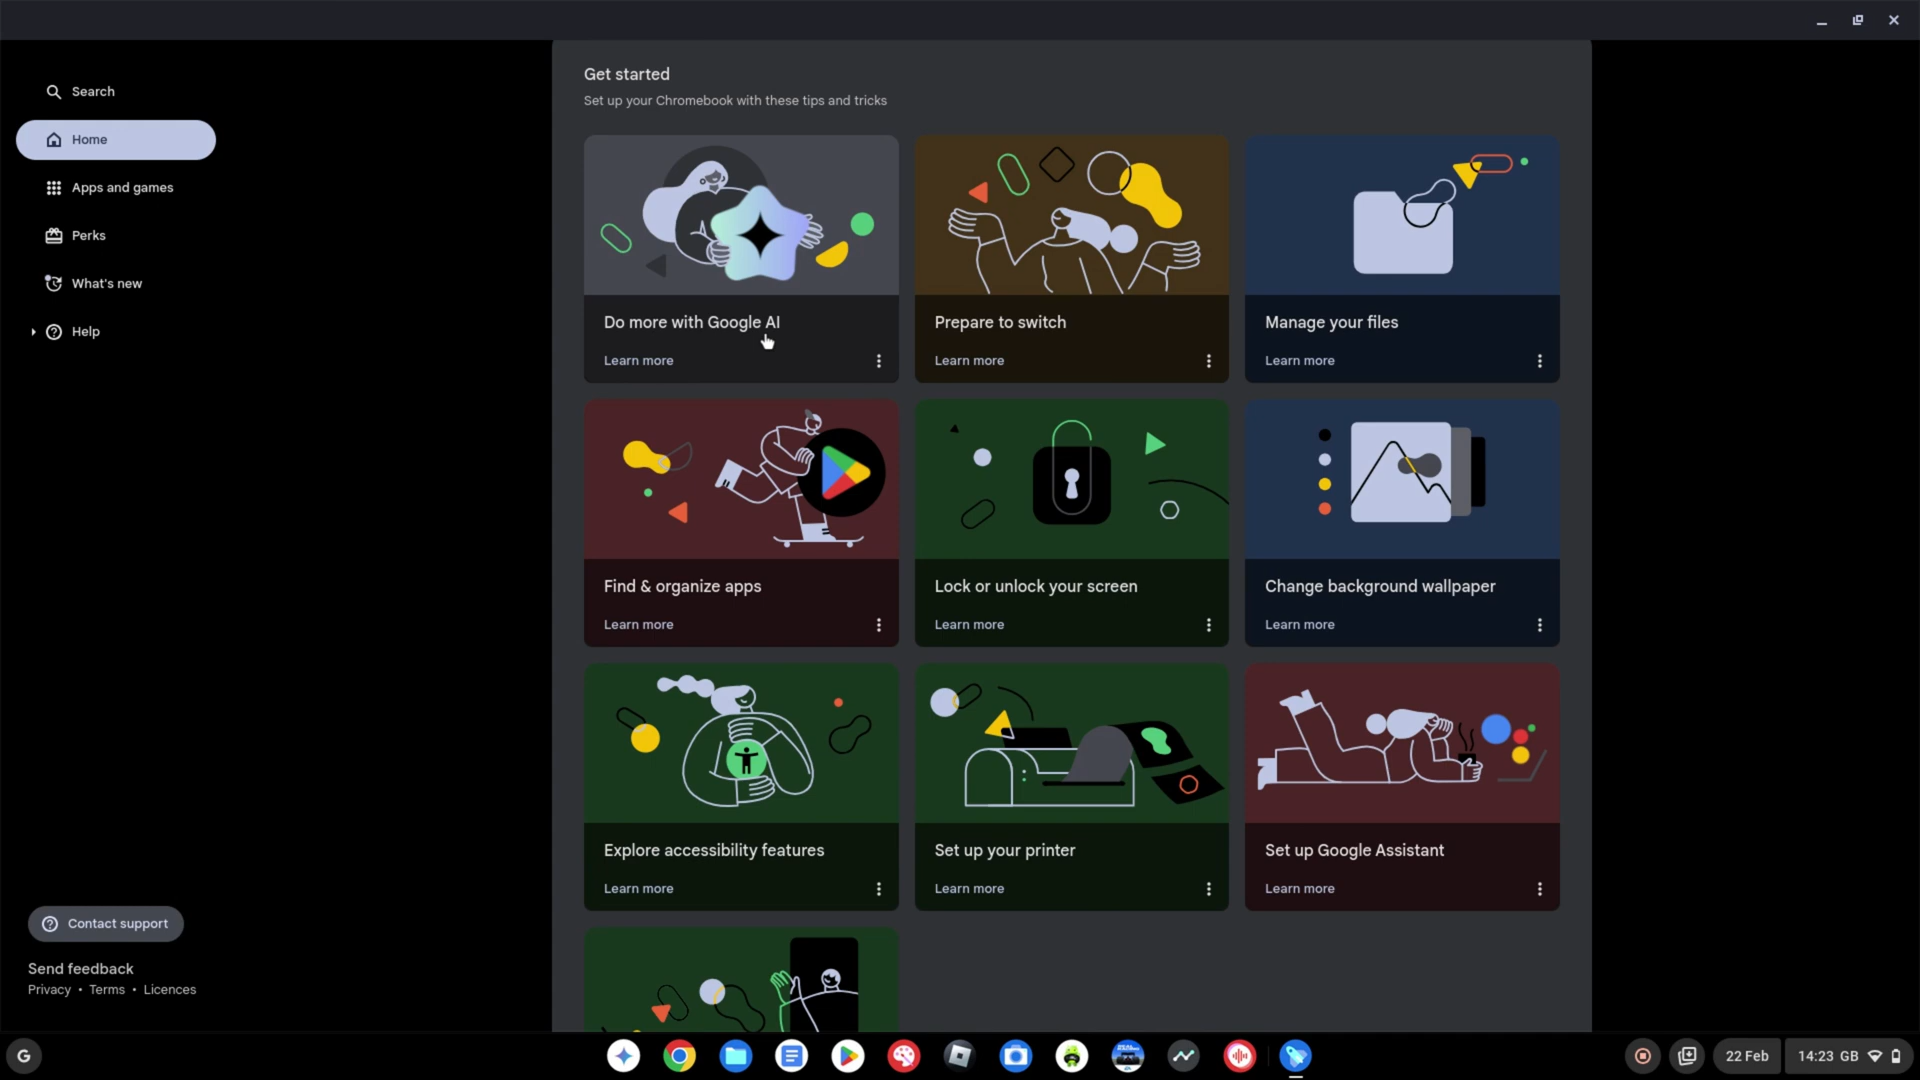 Search
Home
Apps and games
Perks
What's new
Help
Contact support
Send feedback
Privacy • Terms • Licences
Get started
Set up your Chromebook with these tips and tricks
Do more with Google AI
Learn more
Prepare to switch
Learn more
Manage your files
Learn more
Find & organize apps
Learn more
Lock or unlock your screen
Learn more
Change background wallpaper
Learn more
Explore accessibility features
Learn more
Set up your printer
Learn more
Set up Google Assistant
Learn more
G
22 Feb
14:23 GB